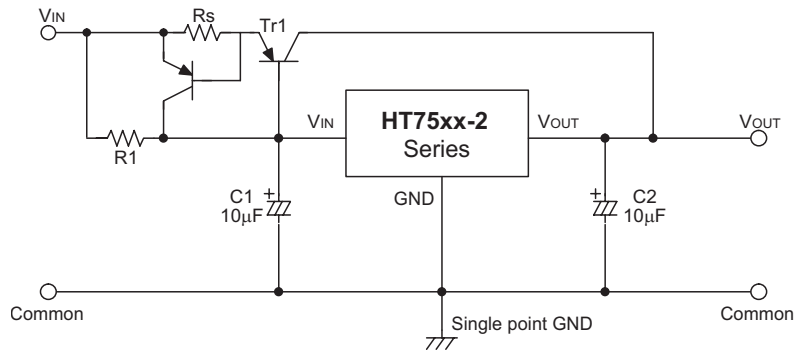 VIN
Rs
Tr1
R1
VIN
HT75xx-2
Series
VOUT
VOUT
GND
C1
+
10μF
C2
+
10μF
Common
Single point GND
Common